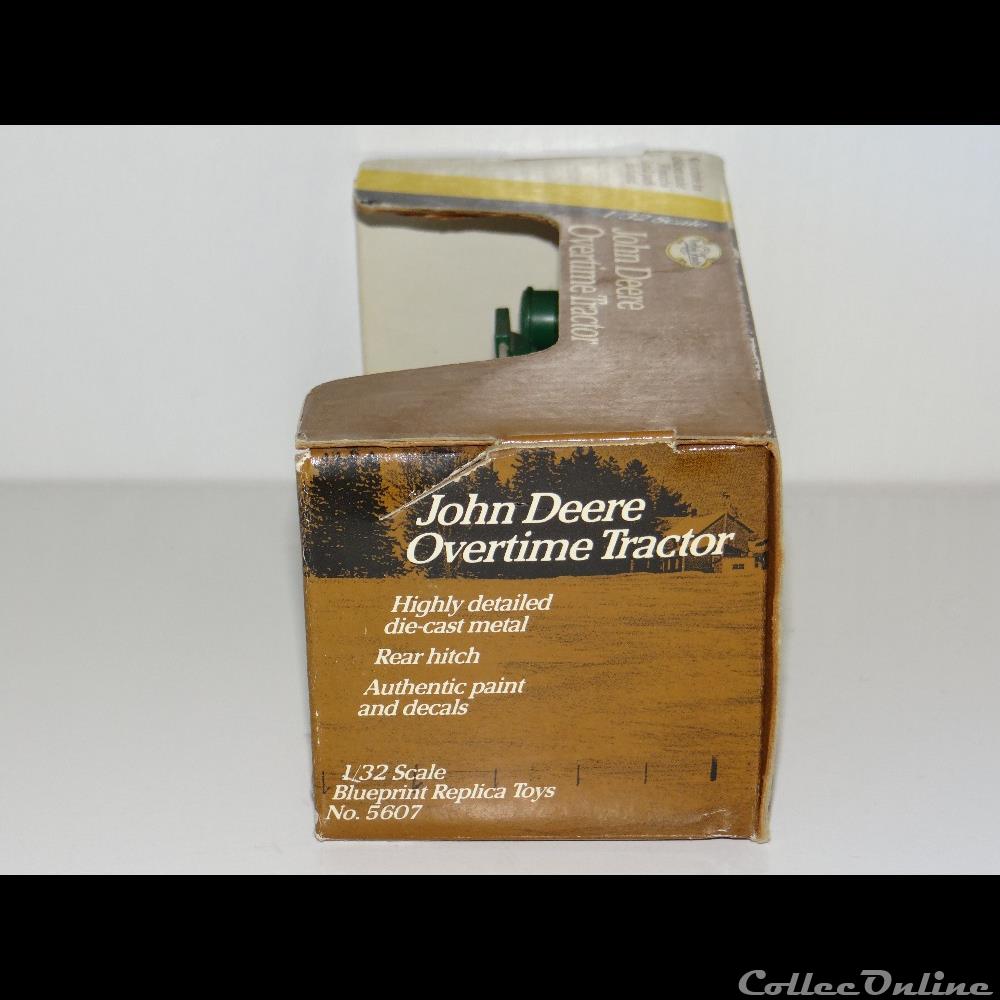 1/32 Scale
John Deere
Overtime Tractor
John Deere
Overtime Tractor
Highly detailed
die-cast metal
Rear hitch
Authentic paint
and decals
1/32 Scale
Blueprint Replica Toys
No. 5607
CollecOnline